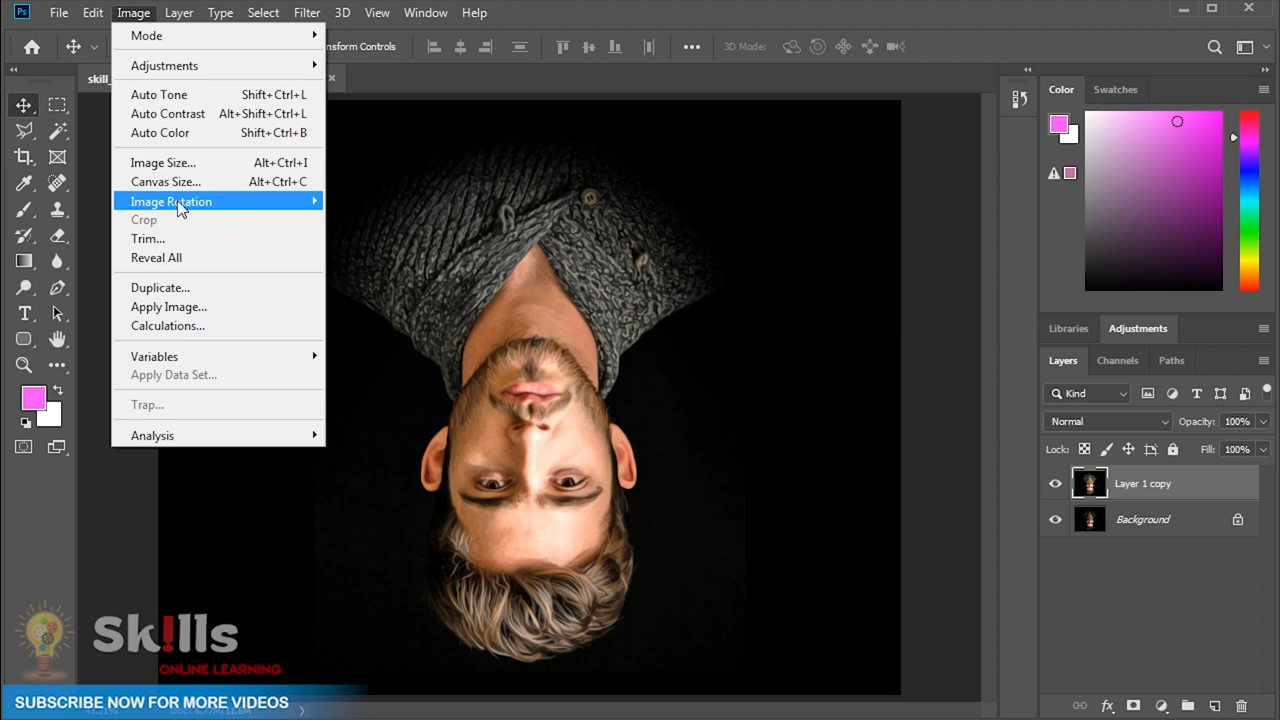 Ps File Edit Image Layer Type Select Filter 3D View Window Help
nsform Controls 3D Mode:
skill_
Mode
Adjustments
Auto Tone Shift+Ctrl+L
Auto Contrast Alt+Shift+Ctrl+L
Auto Color Shift+Ctrl+B
Image Size... Alt+Ctrl+I
Canvas Size... Alt+Ctrl+C
Image Rotation
Crop
Trim...
Reveal All
Duplicate...
Apply Image...
Calculations...
Variables
Apply Data Set...
Trap...
Analysis
Color Swatches
Libraries Adjustments
Layers Channels Paths
Kind
Normal Opacity: 100%
Lock: Fill: 100%
Layer 1 copy
Background
Sk!lls
ONLINE LEARNING
SUBSCRIBE NOW FOR MORE VIDEOS